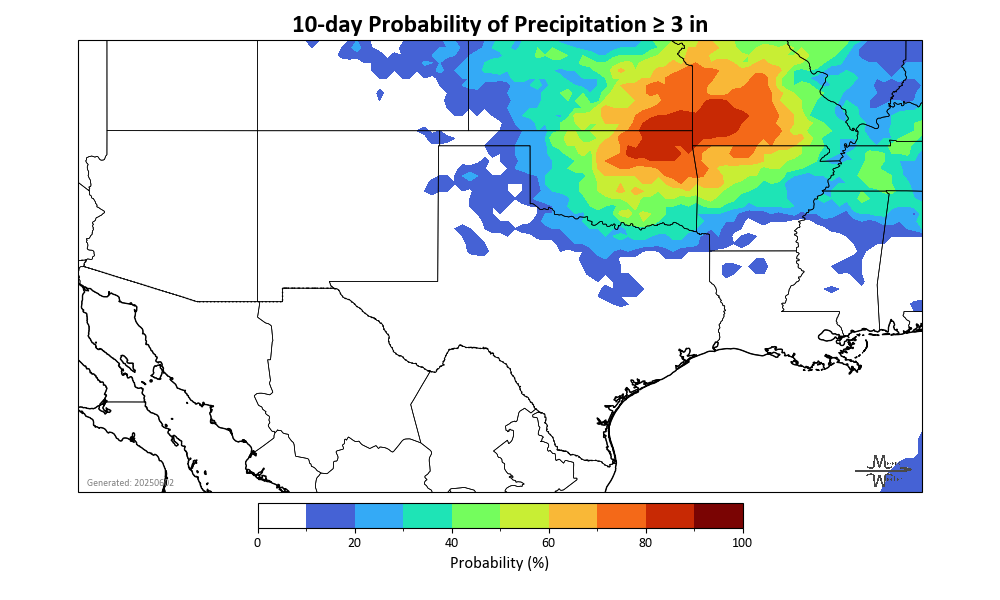 10-day Probability of Precipitation ≥ 3 in
Generated: 20250602
0 20 40 60 80 100
Probability (%)